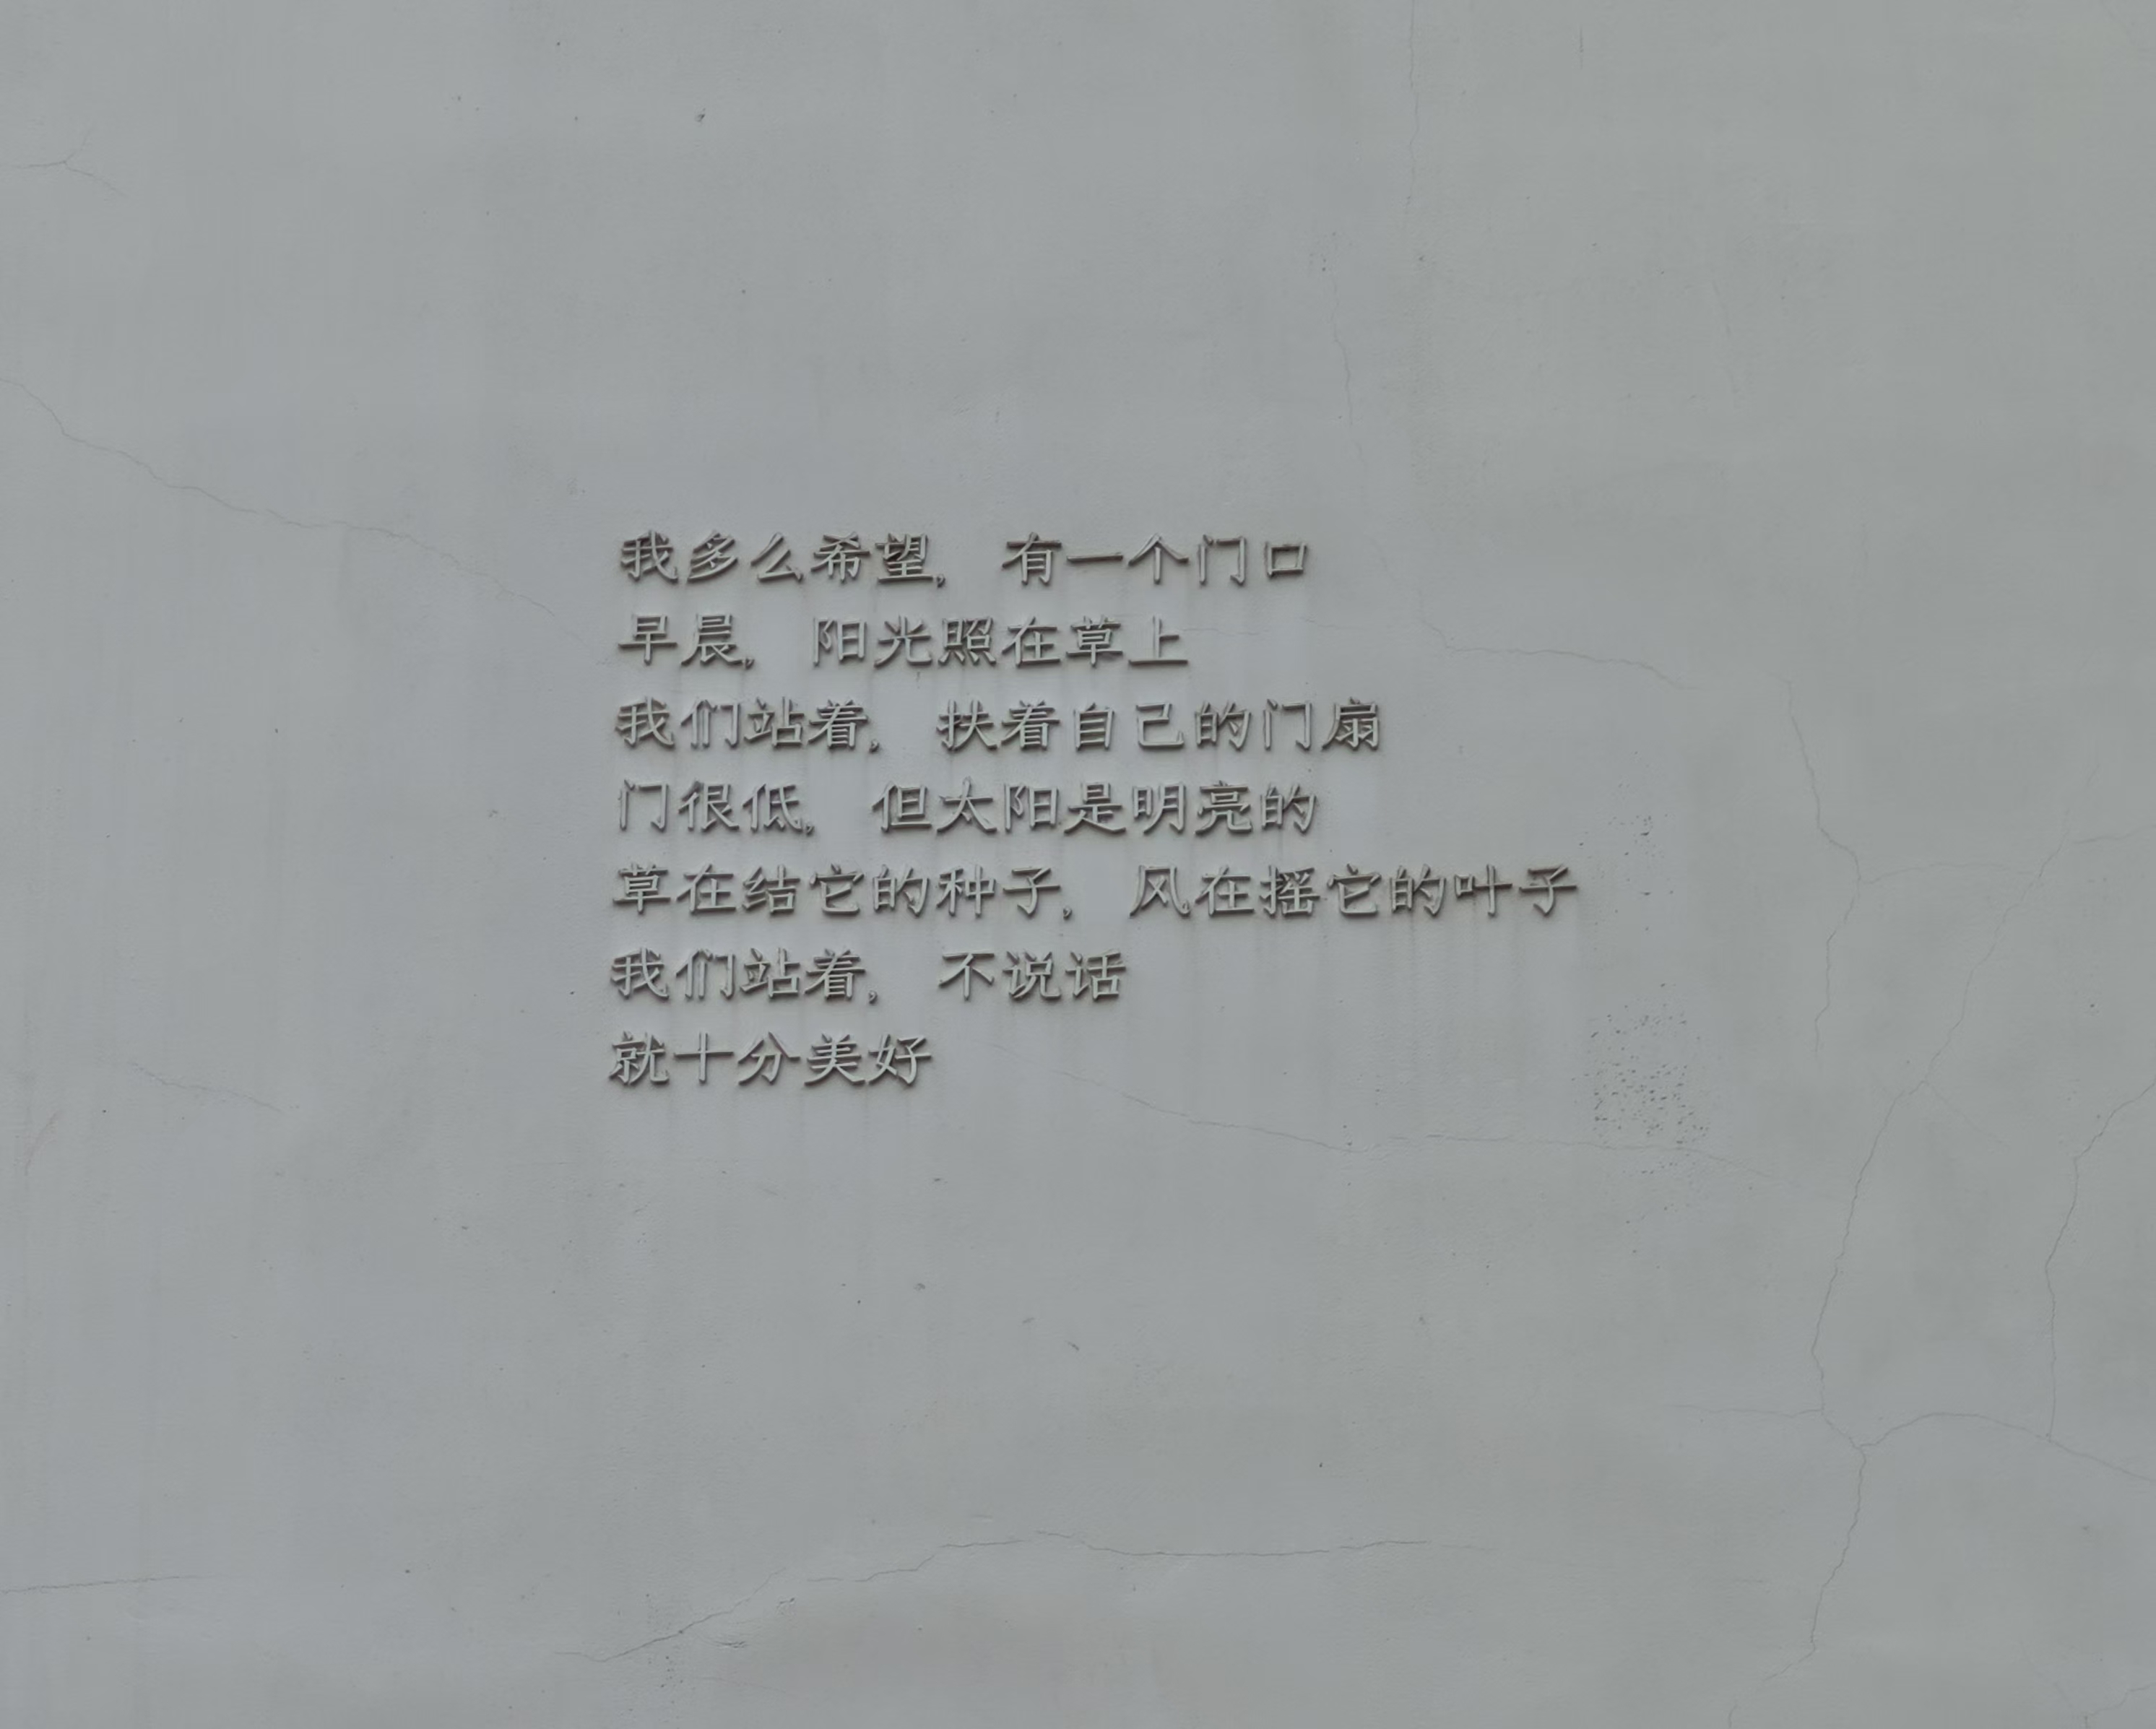 我多么希望，有一个门口
早晨，阳光照在草上
我们站着，扶着自己的门扇
门很低，但太阳是明亮的
草在结它的种子，风在摇它的叶子
我们站着，不说话
就十分美好